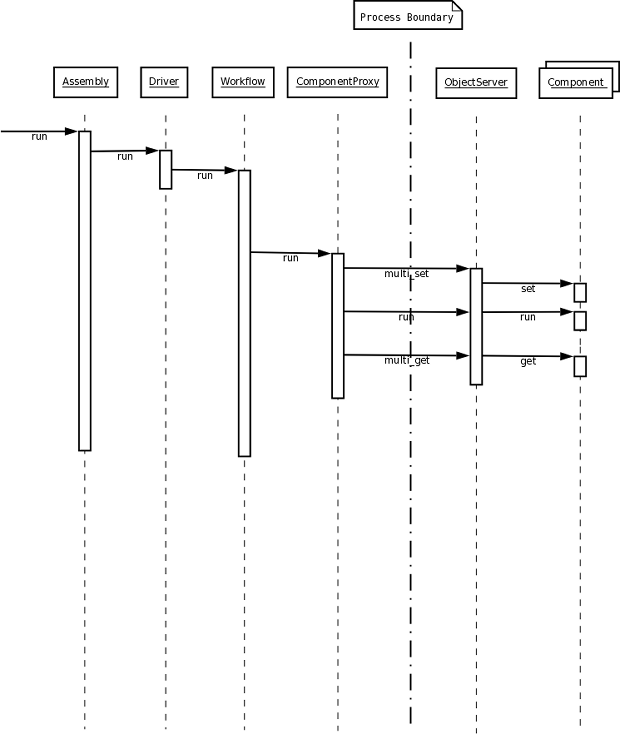 Process Boundary
Assembly
Driver
Workflow
ComponentProxy
ObjectServer
Component
run
run
run
run
multi_set
set
run
run
multi_get
get